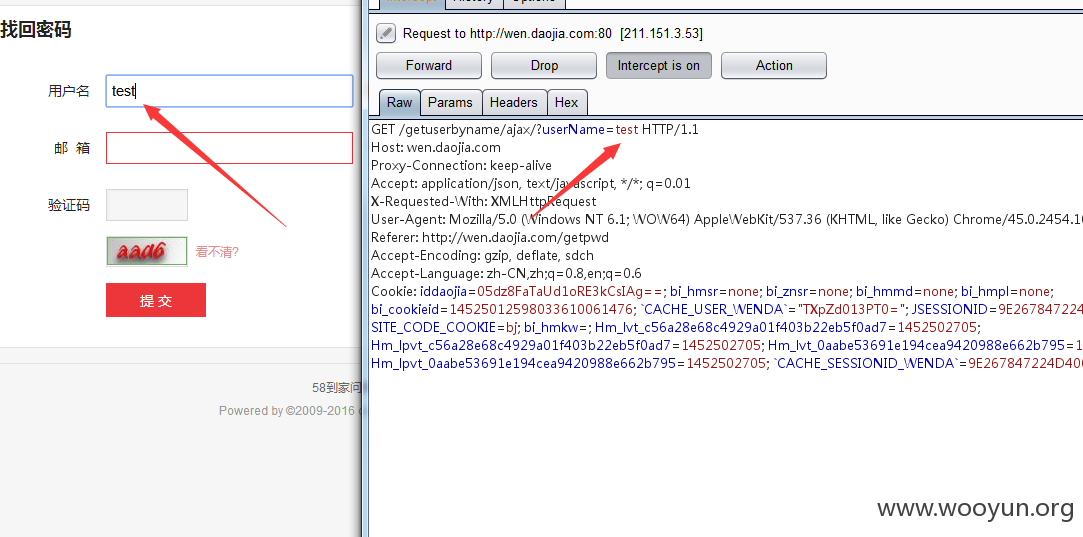 Intercept History Options
找回密码
用户名 test
邮 箱
验证码
aad6 看不清?
提 交
58到家问
Powered by ©2009-2016
Request to http://wen.daojia.com:80 [211.151.3.53]
Forward Drop Intercept is on Action
Raw Params Headers Hex
GET /getuserbyname/ajax/?userName=test HTTP/1.1
Host: wen.daojia.com
Proxy-Connection: keep-alive
Accept: application/json, text/javascript, */*; q=0.01
X-Requested-With: XMLHttpRequest
User-Agent: Mozilla/5.0 (Windows NT 6.1; WOW64) AppleWebKit/537.36 (KHTML, like Gecko) Chrome/45.0.2454.10
Referer: http://wen.daojia.com/getpwd
Accept-Encoding: gzip, deflate, sdch
Accept-Language: zh-CN,zh;q=0.8,en;q=0.6
Cookie: iddaojia=05dz8FaTaUd1oRE3kCsIAg==; bi_hmsr=none; bi_znsr=none; bi_hmmd=none; bi_hmpl=none;
bi_cookieid=14525012598033610061476; `CACHE_USER_WENDA`="TXpZd013PT0="; JSESSIONID=9E267847224
SITE_CODE_COOKIE=bj; bi_hmkw=; Hm_lvt_c56a28e68c4929a01f403b22eb5f0ad7=1452502705;
Hm_lpvt_c56a28e68c4929a01f403b22eb5f0ad7=1452502705; Hm_lvt_0aabe53691e194cea9420988e662b795=1
Hm_lpvt_0aabe53691e194cea9420988e662b795=1452502705; `CACHE_SESSIONID_WENDA`=9E267847224D406
www.wooyun.org